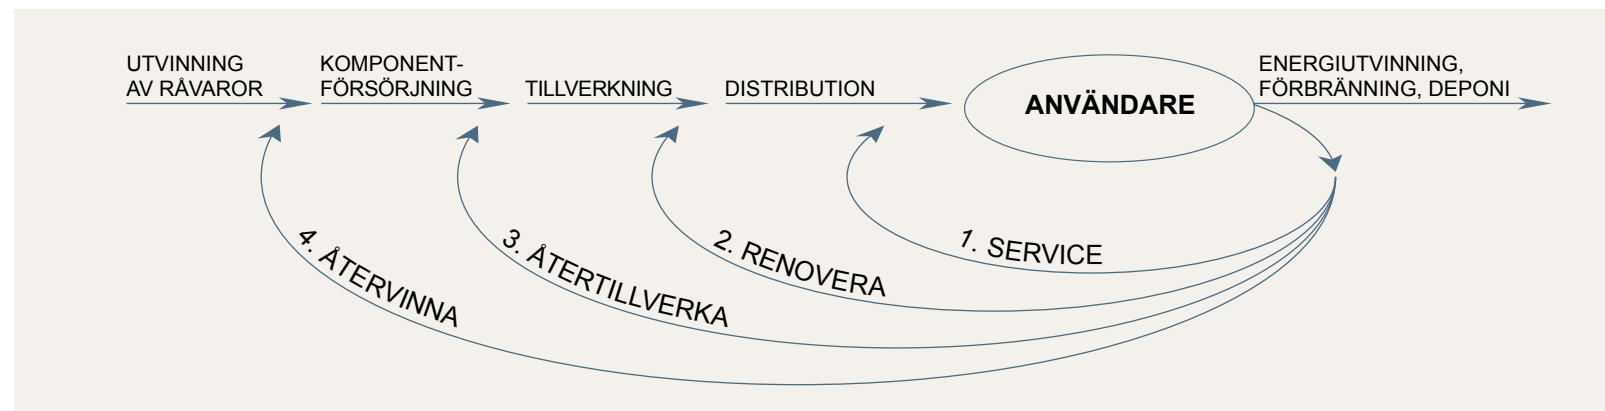 UTVINNING
AV RÅVAROR
KOMPONENT-
FÖRSÖRJNING
TILLVERKNING
DISTRIBUTION
ANVÄNDARE
ENERGIUTVINNING,
FÖRBRÄNNING, DEPONI
4. ÅTERVINNA
3. ÅTERTILLVERKA
2. RENOVERA
1. SERVICE